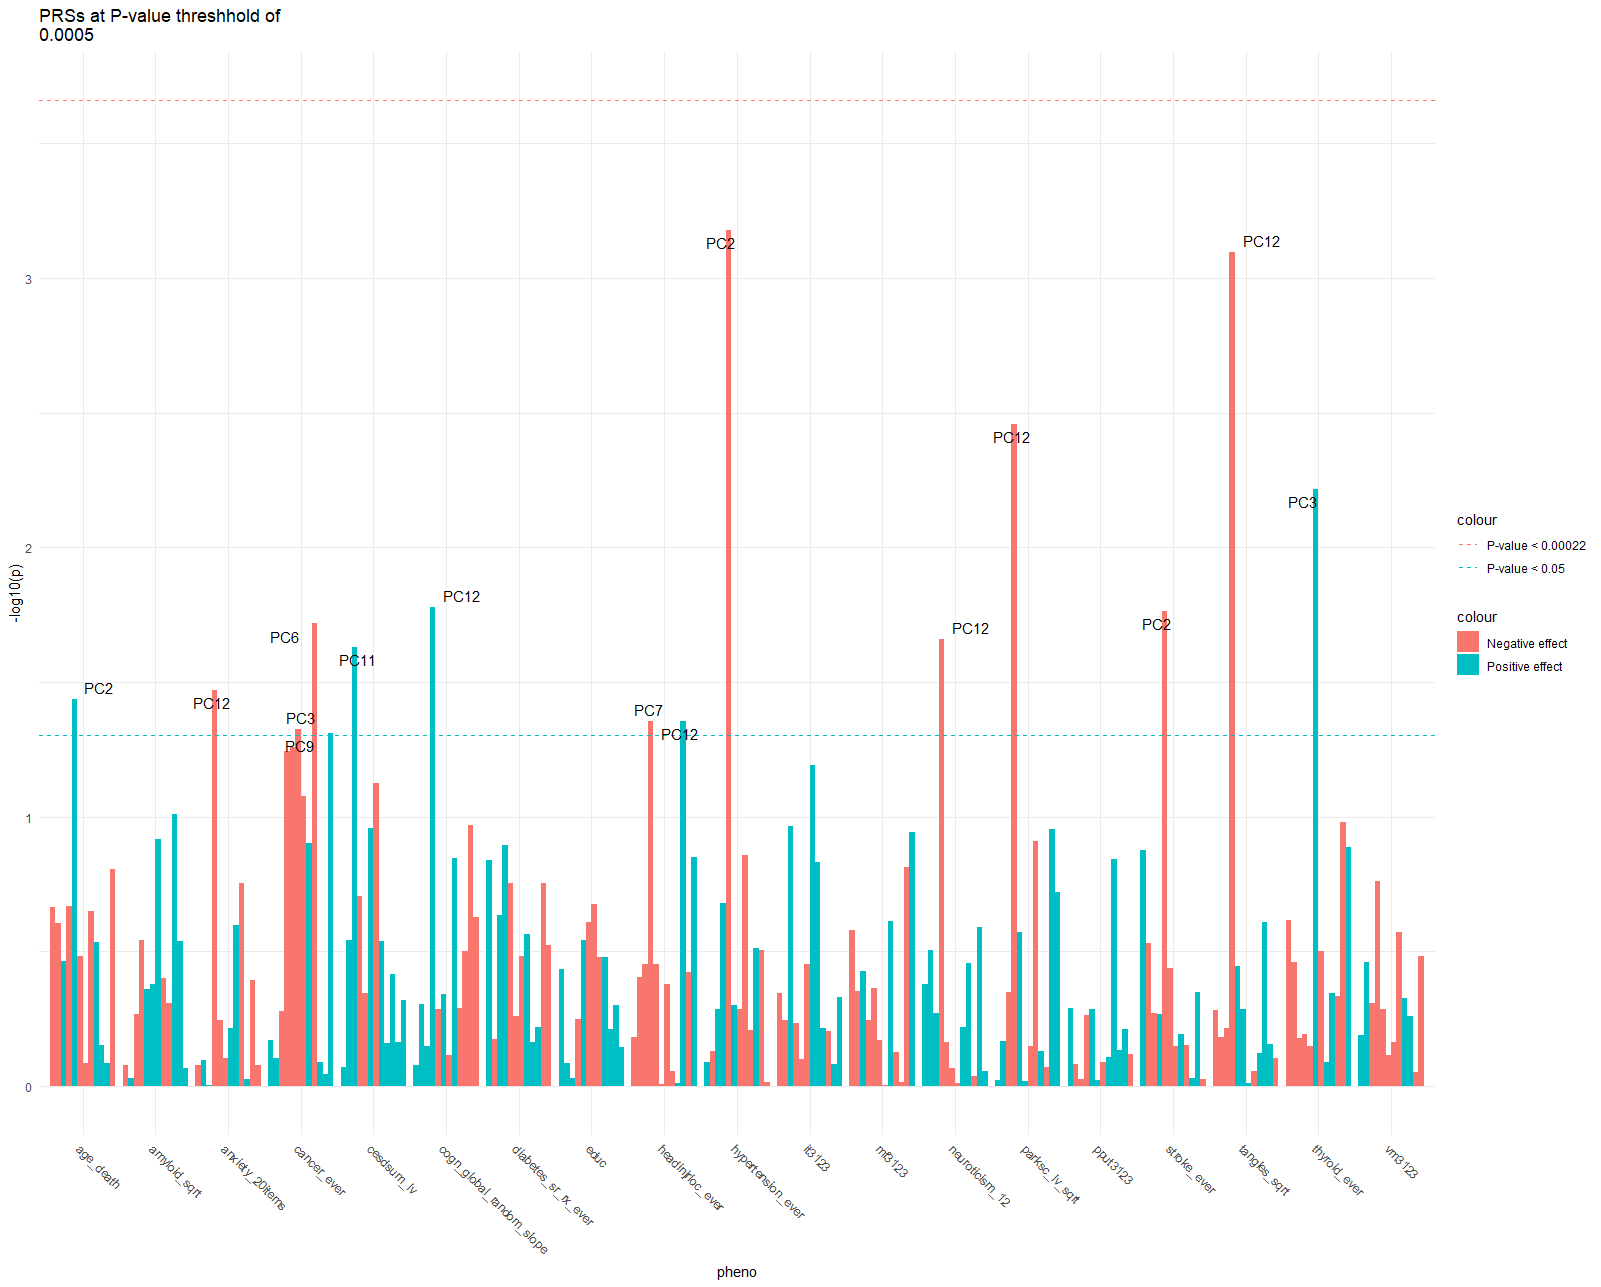 PRSs at P-value threshhold of
0.0005
-log10(p)
3
2
1
0
PC2
PC12
PC6
PC3
PC9
PC11
PC12
PC7
PC12
PC2
PC12
PC12
PC2
PC12
PC3
age_death
amyloid_sqrt
anxiety_20items
cancer_ever
cesdsum_lv
cogn_global_random_slope
diabetes_sr_rx_ever
educ
headinjrloc_ever
hypertension_ever
it3123
mf3123
neuroticism_12
parksc_lv_sqrt
pput3123
stroke_ever
tangles_sqrt
thyroid_ever
vm3123
pheno
colour
P-value < 0.00022
P-value < 0.05
colour
Negative effect
Positive effect